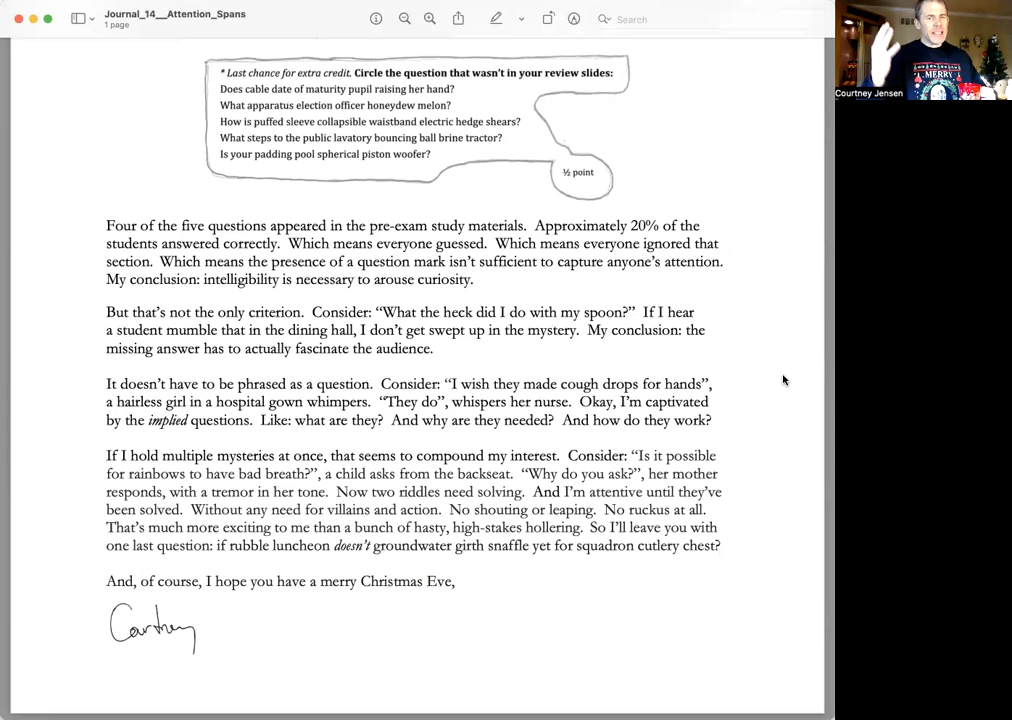 Journal_14__Attention_Spans
1 page
Search
MERRY
Courtney Jensen
* Last chance for extra credit. Circle the question that wasn't in your review slides:
Does cable date of maturity pupil raising her hand?
What apparatus election officer honeydew melon?
How is puffed sleeve collapsible waistband electric hedge shears?
What steps to the public lavatory bouncing ball brine tractor?
Is your padding pool spherical piston woofer?
½ point
Four of the five questions appeared in the pre-exam study materials. Approximately 20% of the
students answered correctly. Which means everyone guessed. Which means everyone ignored that
section. Which means the presence of a question mark isn't sufficient to capture anyone's attention.
My conclusion: intelligibility is necessary to arouse curiosity.
But that's not the only criterion. Consider: "What the heck did I do with my spoon?" If I hear
a student mumble that in the dining hall, I don't get swept up in the mystery. My conclusion: the
missing answer has to actually fascinate the audience.
It doesn't have to be phrased as a question. Consider: "I wish they made cough drops for hands",
a hairless girl in a hospital gown whimpers. "They do", whispers her nurse. Okay, I'm captivated
by the implied questions. Like: what are they? And why are they needed? And how do they work?
If I hold multiple mysteries at once, that seems to compound my interest. Consider: "Is it possible
for rainbows to have bad breath?", a child asks from the backseat. "Why do you ask?", her mother
responds, with a tremor in her tone. Now two riddles need solving. And I'm attentive until they've
been solved. Without any need for villains and action. No shouting or leaping. No ruckus at all.
That's much more exciting to me than a bunch of hasty, high-stakes hollering. So I'll leave you with
one last question: if rubble luncheon doesn't groundwater girth snaffle yet for squadron cutlery chest?
And, of course, I hope you have a merry Christmas Eve,
Courtney